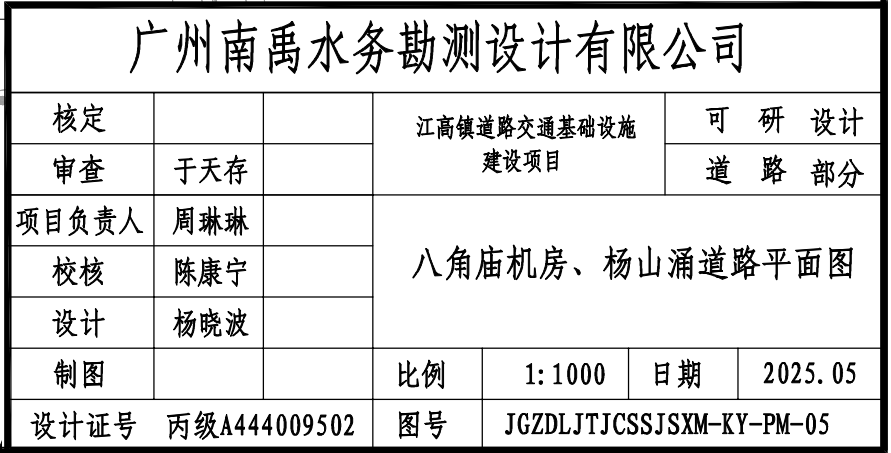 广州南禹水务勘测设计有限公司
核定
江高镇道路交通基础设施
建设项目
可 研 设计
审查 于天存
道 路 部分
项目负责人 周琳琳
八角庙机房、杨山涌道路平面图
校核 陈康宁
设计 杨晓波
制图 比例 1:1000 日期 2025.05
设计证号 丙级A444009502 图号 JGZDLJTJCSSJSXM-KY-PM-05